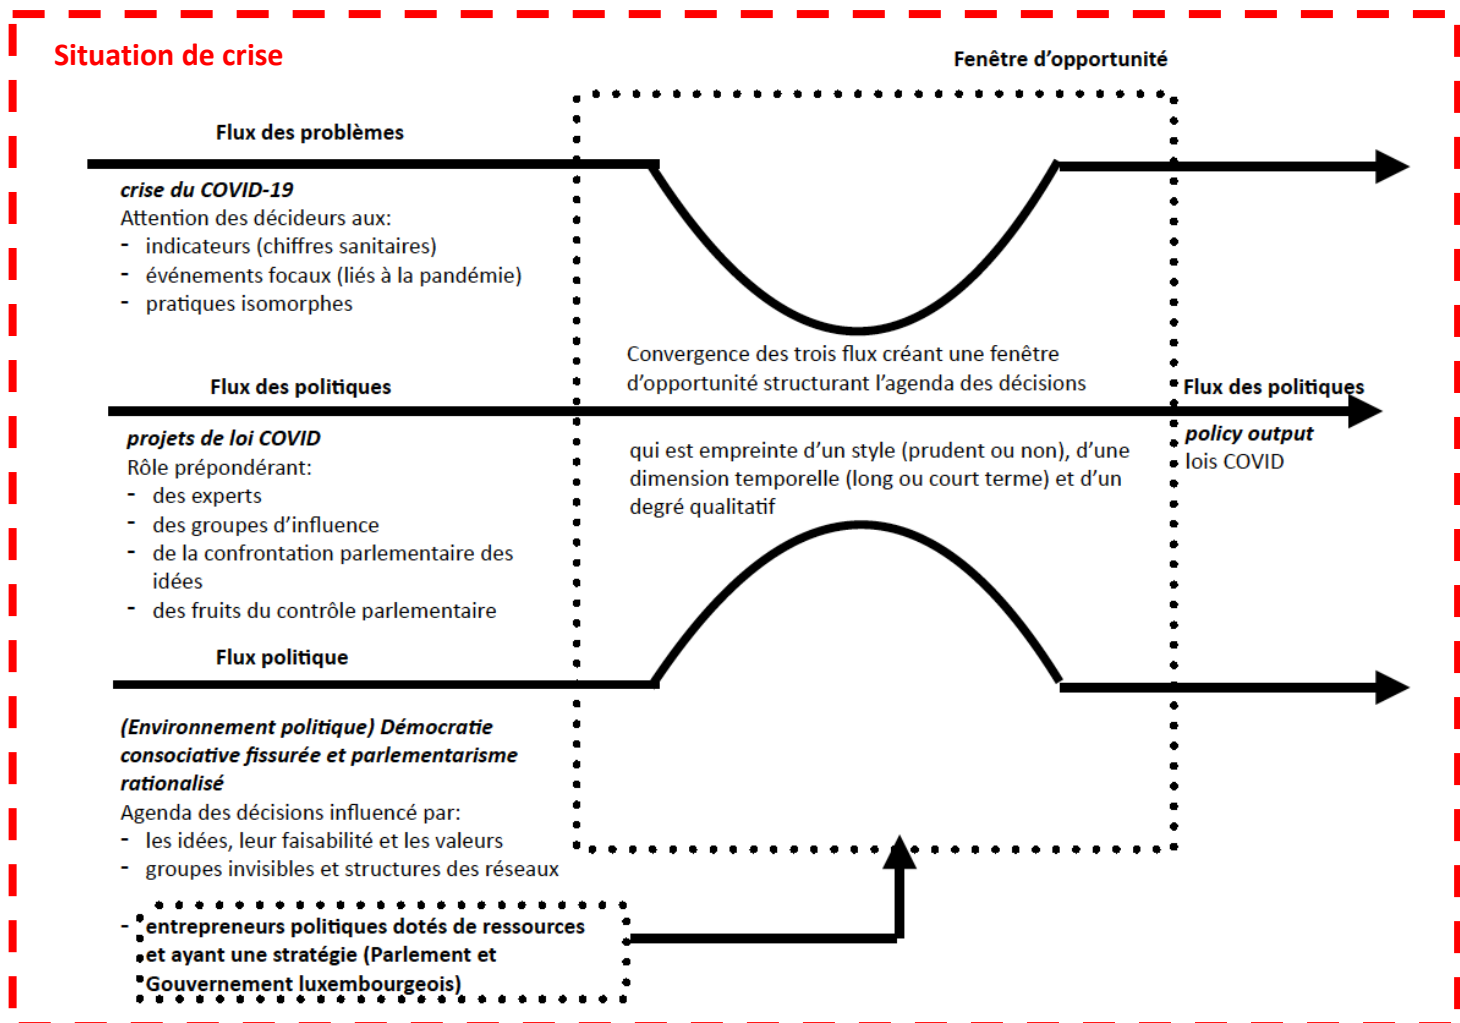 Situation de crise
Fenêtre d’opportunité
Flux des problèmes
crise du COVID-19
Attention des décideurs aux:
- indicateurs (chiffres sanitaires)
- événements focaux (liés à la pandémie)
- pratiques isomorphes
Convergence des trois flux créant une fenêtre
d’opportunité structurant l’agenda des décisions
Flux des politiques
Flux des politiques
projets de loi COVID
Rôle prépondérant:
- des experts
- des groupes d’influence
- de la confrontation parlementaire des
idées
- des fruits du contrôle parlementaire
qui est empreinte d’un style (prudent ou non), d’une
dimension temporelle (long ou court terme) et d’un
degré qualitatif
policy output
lois COVID
Flux politique
(Environnement politique) Démocratie
consociative fissurée et parlementarisme
rationalisé
Agenda des décisions influencé par:
- les idées, leur faisabilité et les valeurs
- groupes invisibles et structures des réseaux
- entrepreneurs politiques dotés de ressources
et ayant une stratégie (Parlement et
Gouvernement luxembourgeois)